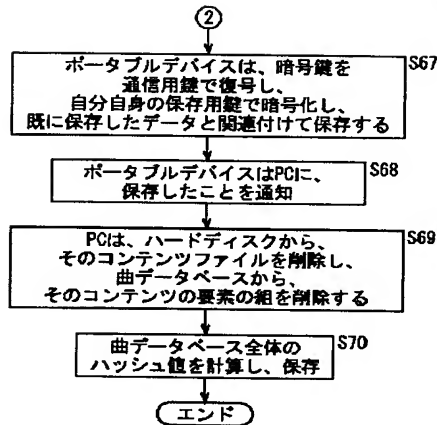 2
ポータブルデバイスは、暗号鍵を
通信用鍵で復号し、
自分自身の保存用鍵で暗号化し、
既に保存したデータと関連付けて保存する
S67
ポータブルデバイスはPCに、
保存したことを通知
S68
PCは、ハードディスクから、
そのコンテンツファイルを削除し、
曲データベースから、
そのコンテンツの要素の組を削除する
S69
曲データベース全体の
ハッシュ値を計算し、保存
S70
エンド